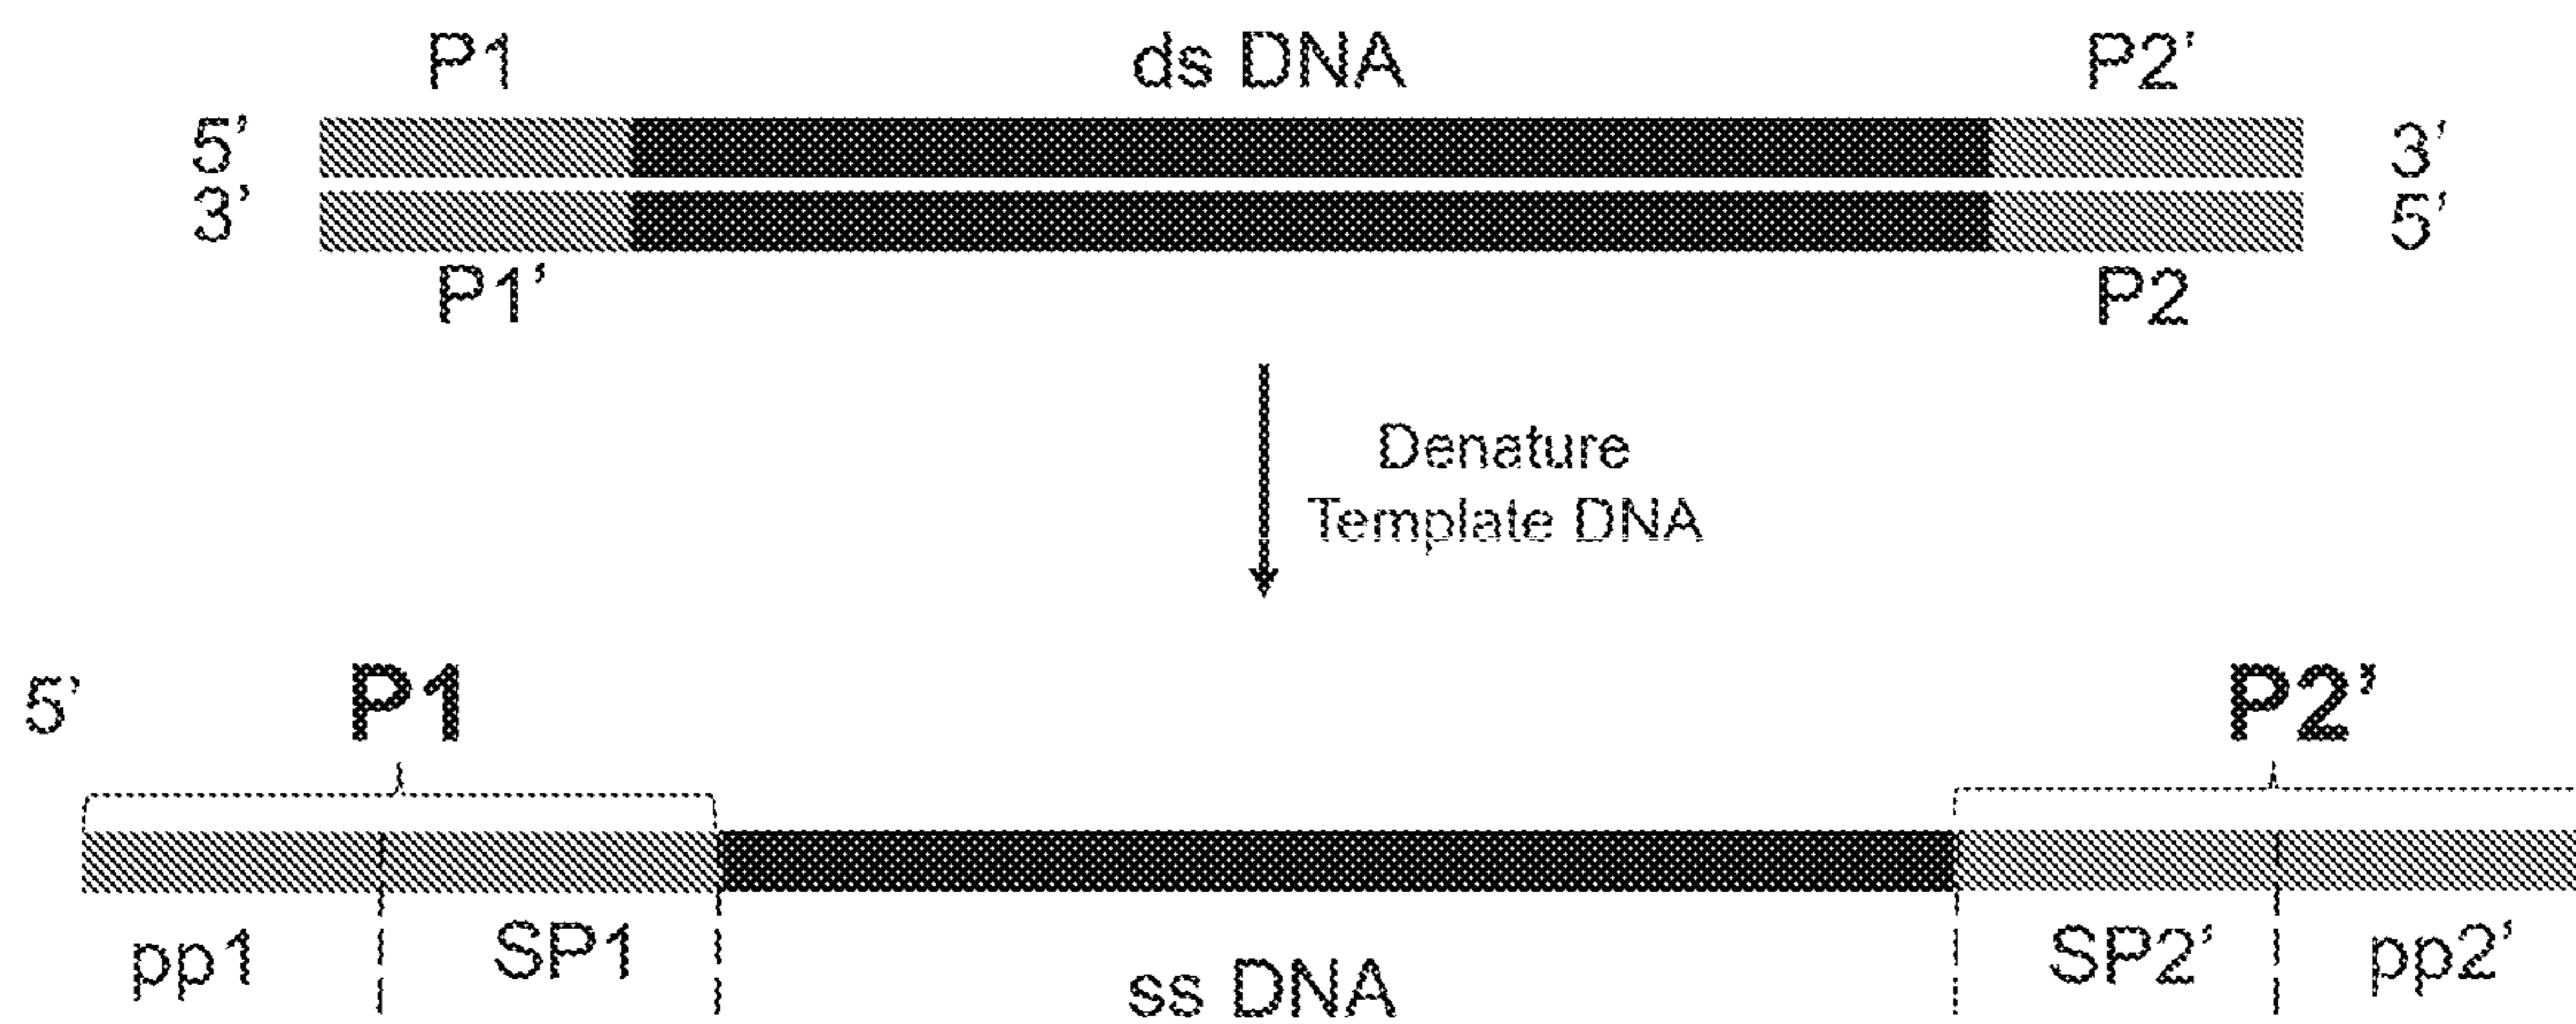 P1 ds DNA P2'
5' 3'
3' 5'
P1' P2
Denature
Template DNA
5' P1 P2'
pp1 SP1 ss DNA SP2' pp2'